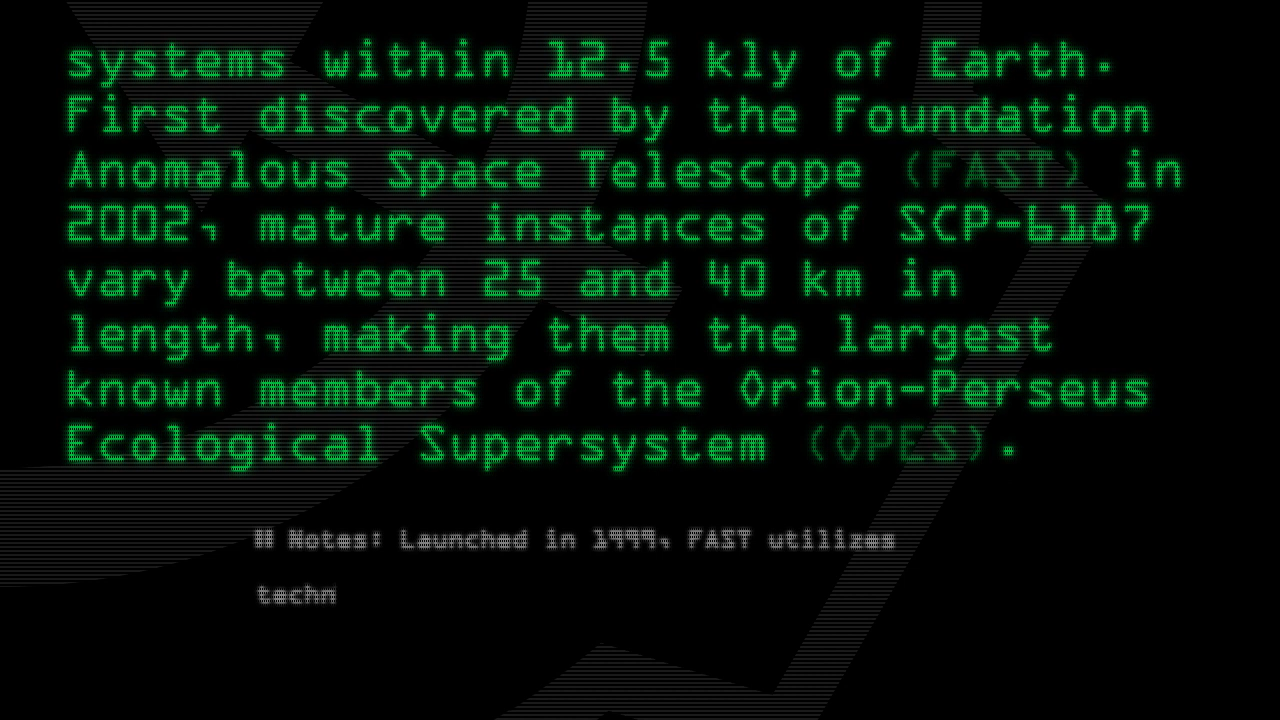 systems within 12.5 kly of Earth.
First discovered by the Foundation
Anomalous Space Telescope (FAST) in
2002, mature instances of SCP-6187
vary between 25 and 40 km in
length, making them the largest
known members of the Orion-Perseus
Ecological Supersystem (OPES).
Notes: Launched in 1999, FAST utilizes
techn